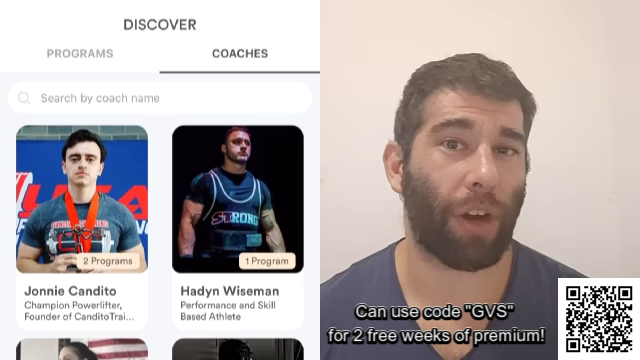 DISCOVER
PROGRAMS
COACHES
Search by coach name
STRONG
2 Programs
1 Program
Jonnie Candito
Champion Powerlifter,
Founder of CanditoTrai...
Hadyn Wiseman
Performance and Skill
Based Athlete
Can use code "GVS"
for 2 free weeks of premium!